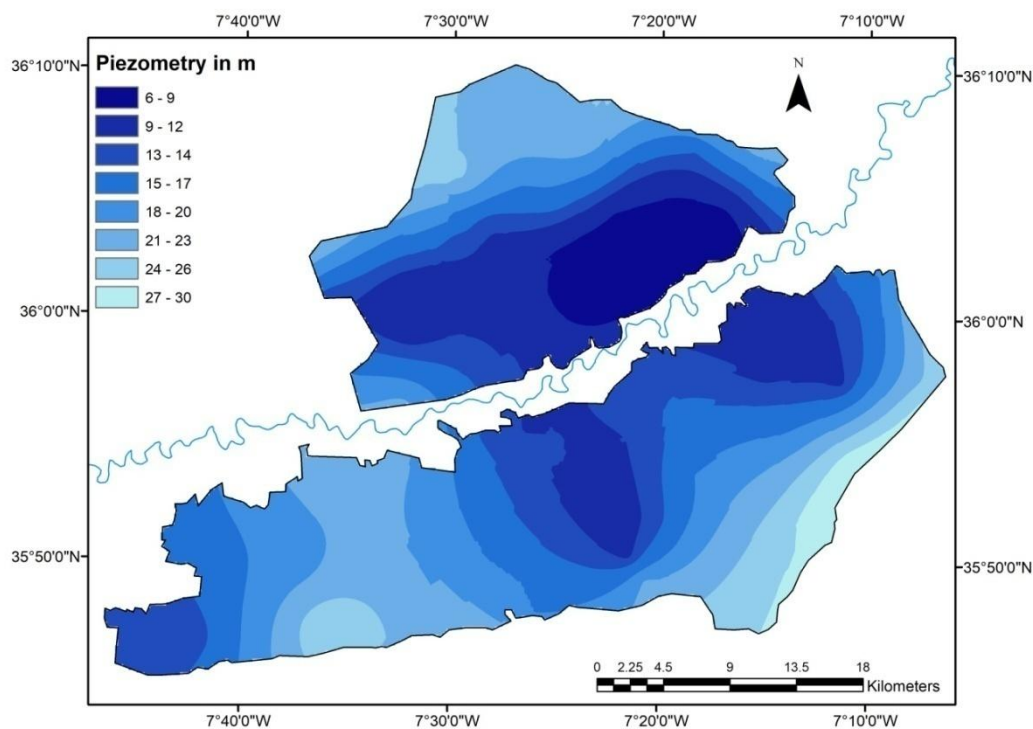 7°40'0"W 7°30'0"W 7°20'0"W 7°10'0"W
36°10'0"N
36°10'0"N
Piezometry in m
N
6 - 9
9 - 12
13 - 14
15 - 17
18 - 20
21 - 23
24 - 26
27 - 30
36°0'0"N
36°0'0"N
35°50'0"N
35°50'0"N
0 2.25 4.5 9 13.5 18
Kilometers
7°40'0"W 7°30'0"W 7°20'0"W 7°10'0"W